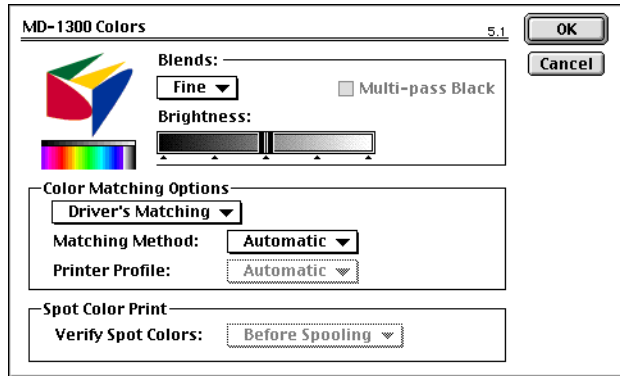 MD-1300 Colors
5.1
OK
Cancel
Blends:
Fine
Multi-pass Black
Brightness:
Color Matching Options
Driver's Matching
Matching Method:
Automatic
Printer Profile:
Automatic
Spot Color Print
Verify Spot Colors:
Before Spooling